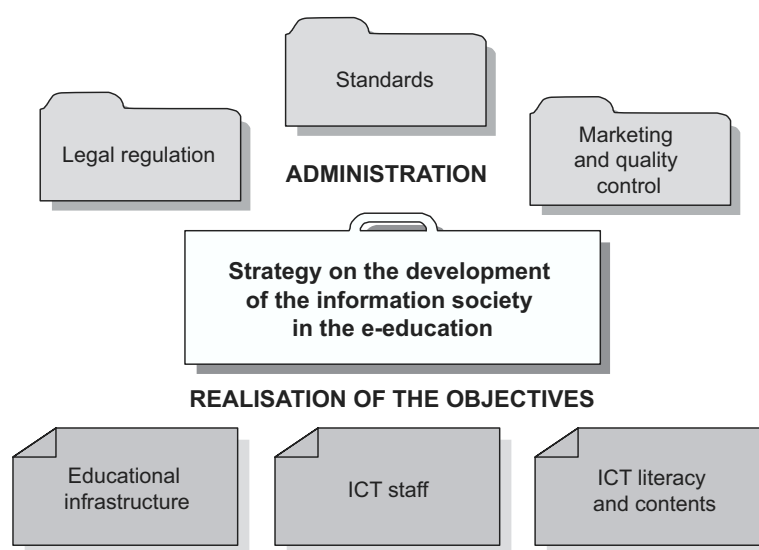 Standards
Legal regulation
Marketing
and quality
control
ADMINISTRATION
Strategy on the development
of the information society
in the e-education
REALISATION OF THE OBJECTIVES
Educational
infrastructure
ICT staff
ICT literacy
and contents